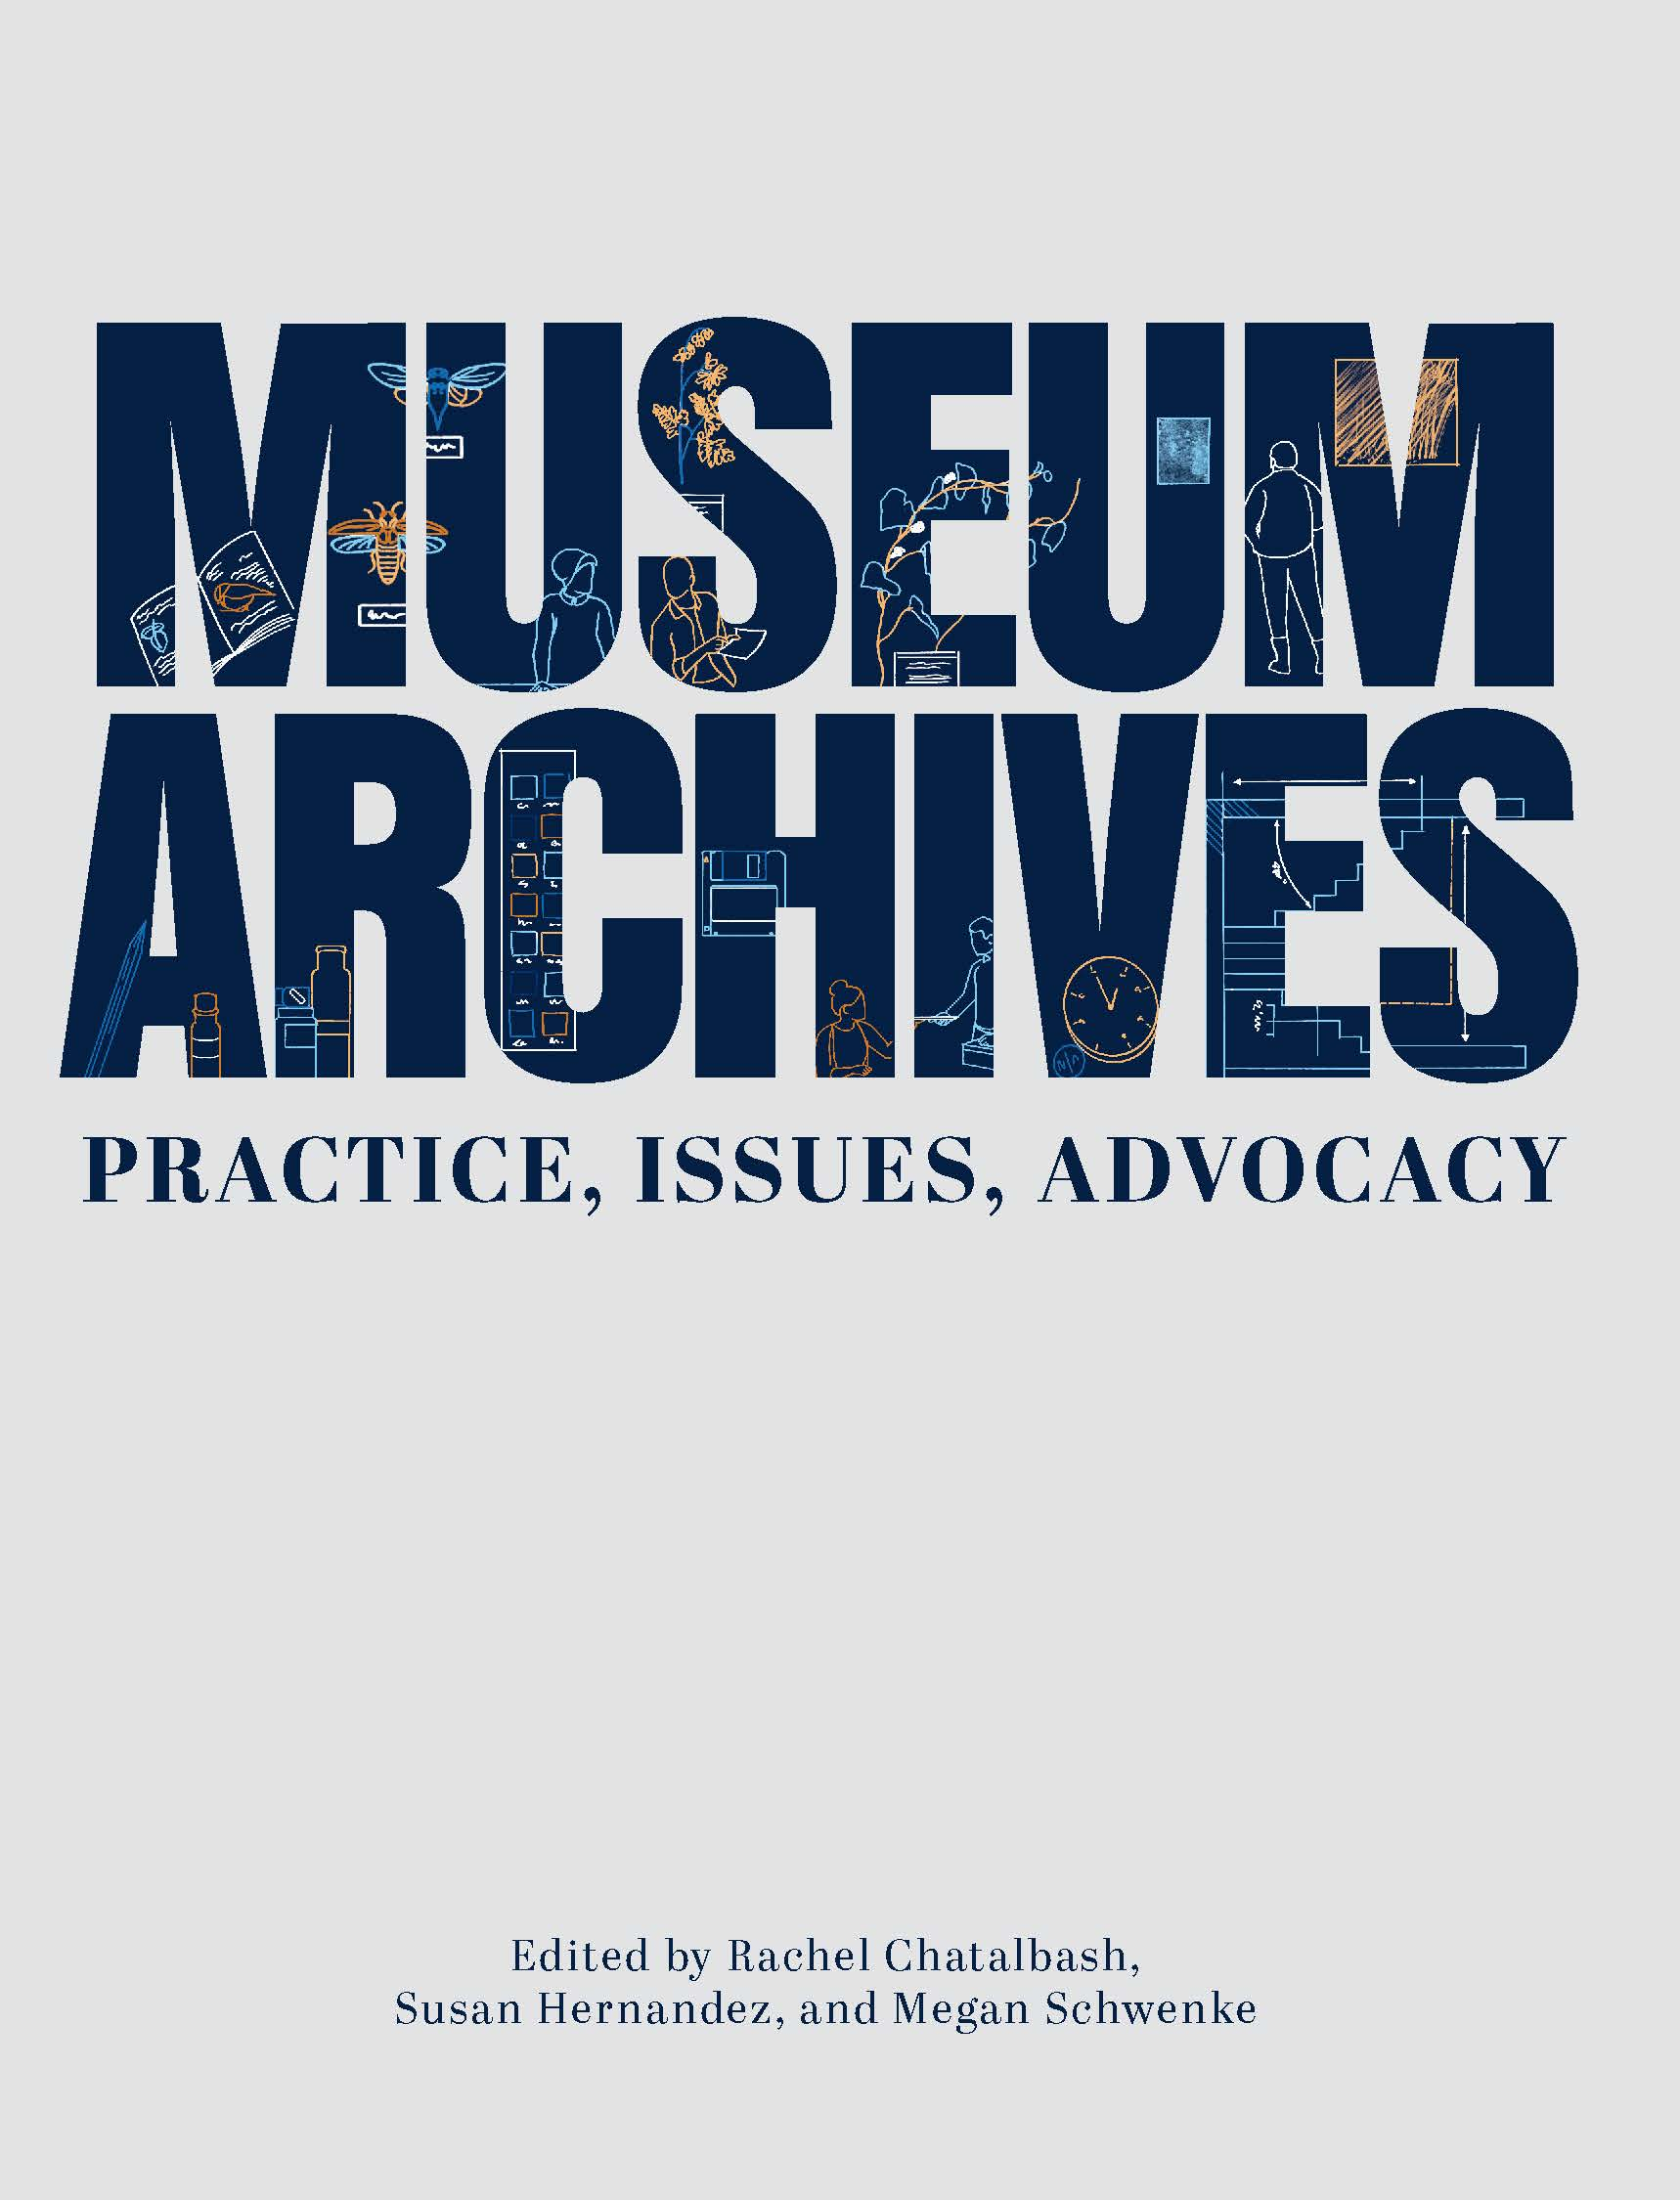 MUSEUM
ARCHIVES
PRACTICE, ISSUES, ADVOCACY
Edited by Rachel Chatalbash,
Susan Hernandez, and Megan Schwenke